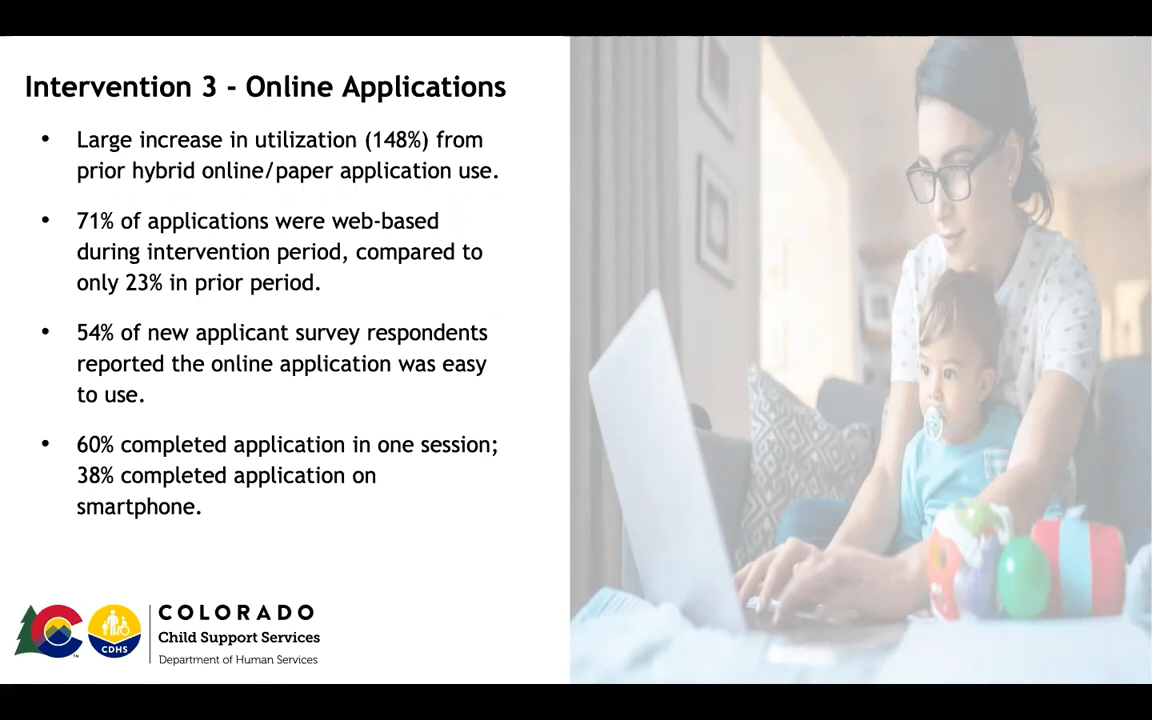 Intervention 3 - Online Applications
• Large increase in utilization (148%) from
prior hybrid online/paper application use.
• 71% of applications were web-based
during intervention period, compared to
only 23% in prior period.
• 54% of new applicant survey respondents
reported the online application was easy
to use.
• 60% completed application in one session;
38% completed application on
smartphone.
CDHS
TM
COLORADO
Child Support Services
Department of Human Services